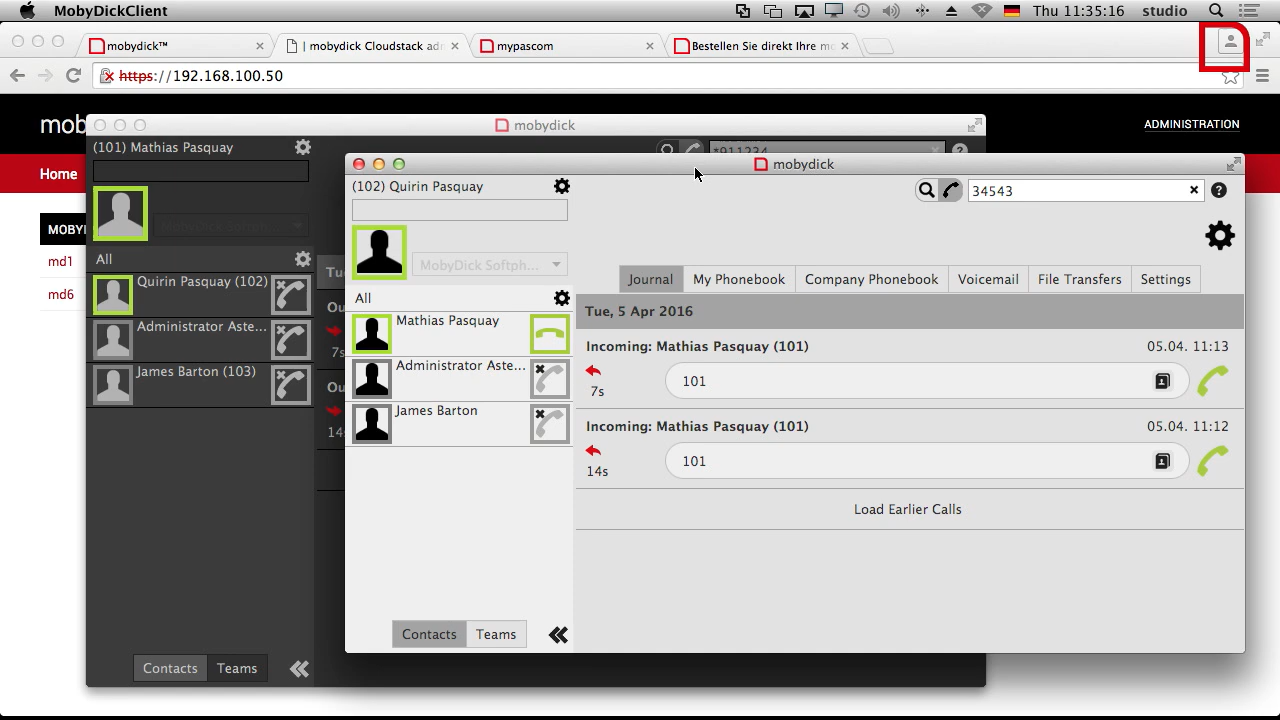 MobyDickClient
Thu 11:35:16 studio
mobydick™
| mobydick Cloudstack adm
mypascom
Bestellen Sie direkt Ihre mo
https://192.168.100.50
ADMINISTRATION
Home
MOBY
md1
md6
mobydick
(101) Mathias Pasquay
*911234
All
Quirin Pasquay (102)
Administrator Aste...
James Barton (103)
Contacts
Teams
mobydick
(102) Quirin Pasquay
34543
MobyDick Softph...
All
Mathias Pasquay
Administrator Aste...
James Barton
Contacts
Teams
Journal
My Phonebook
Company Phonebook
Voicemail
File Transfers
Settings
Tue, 5 Apr 2016
Incoming: Mathias Pasquay (101)
05.04. 11:13
7s
101
Incoming: Mathias Pasquay (101)
05.04. 11:12
14s
101
Load Earlier Calls